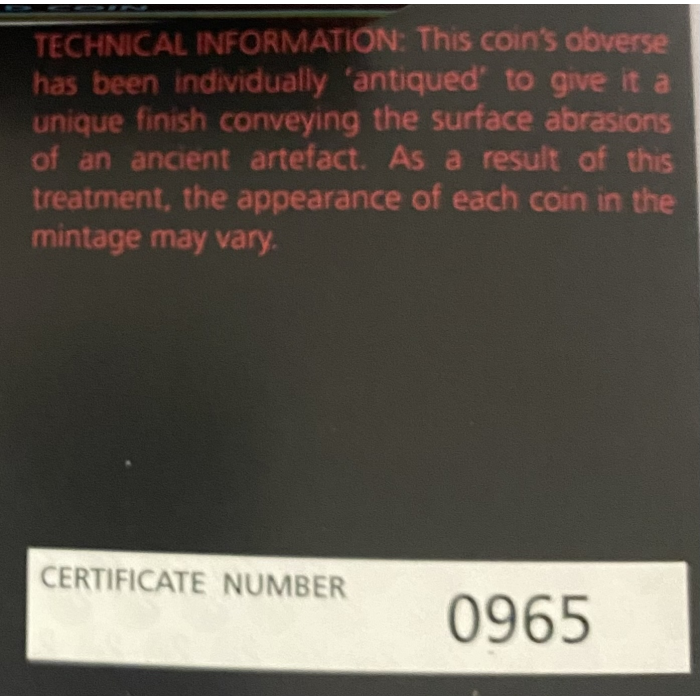 D COIN
TECHNICAL INFORMATION: This coin's obverse
has been individually 'antiqued' to give it a
unique finish conveying the surface abrasions
of an ancient artefact. As a result of this
treatment, the appearance of each coin in the
mintage may vary.
CERTIFICATE NUMBER 0965